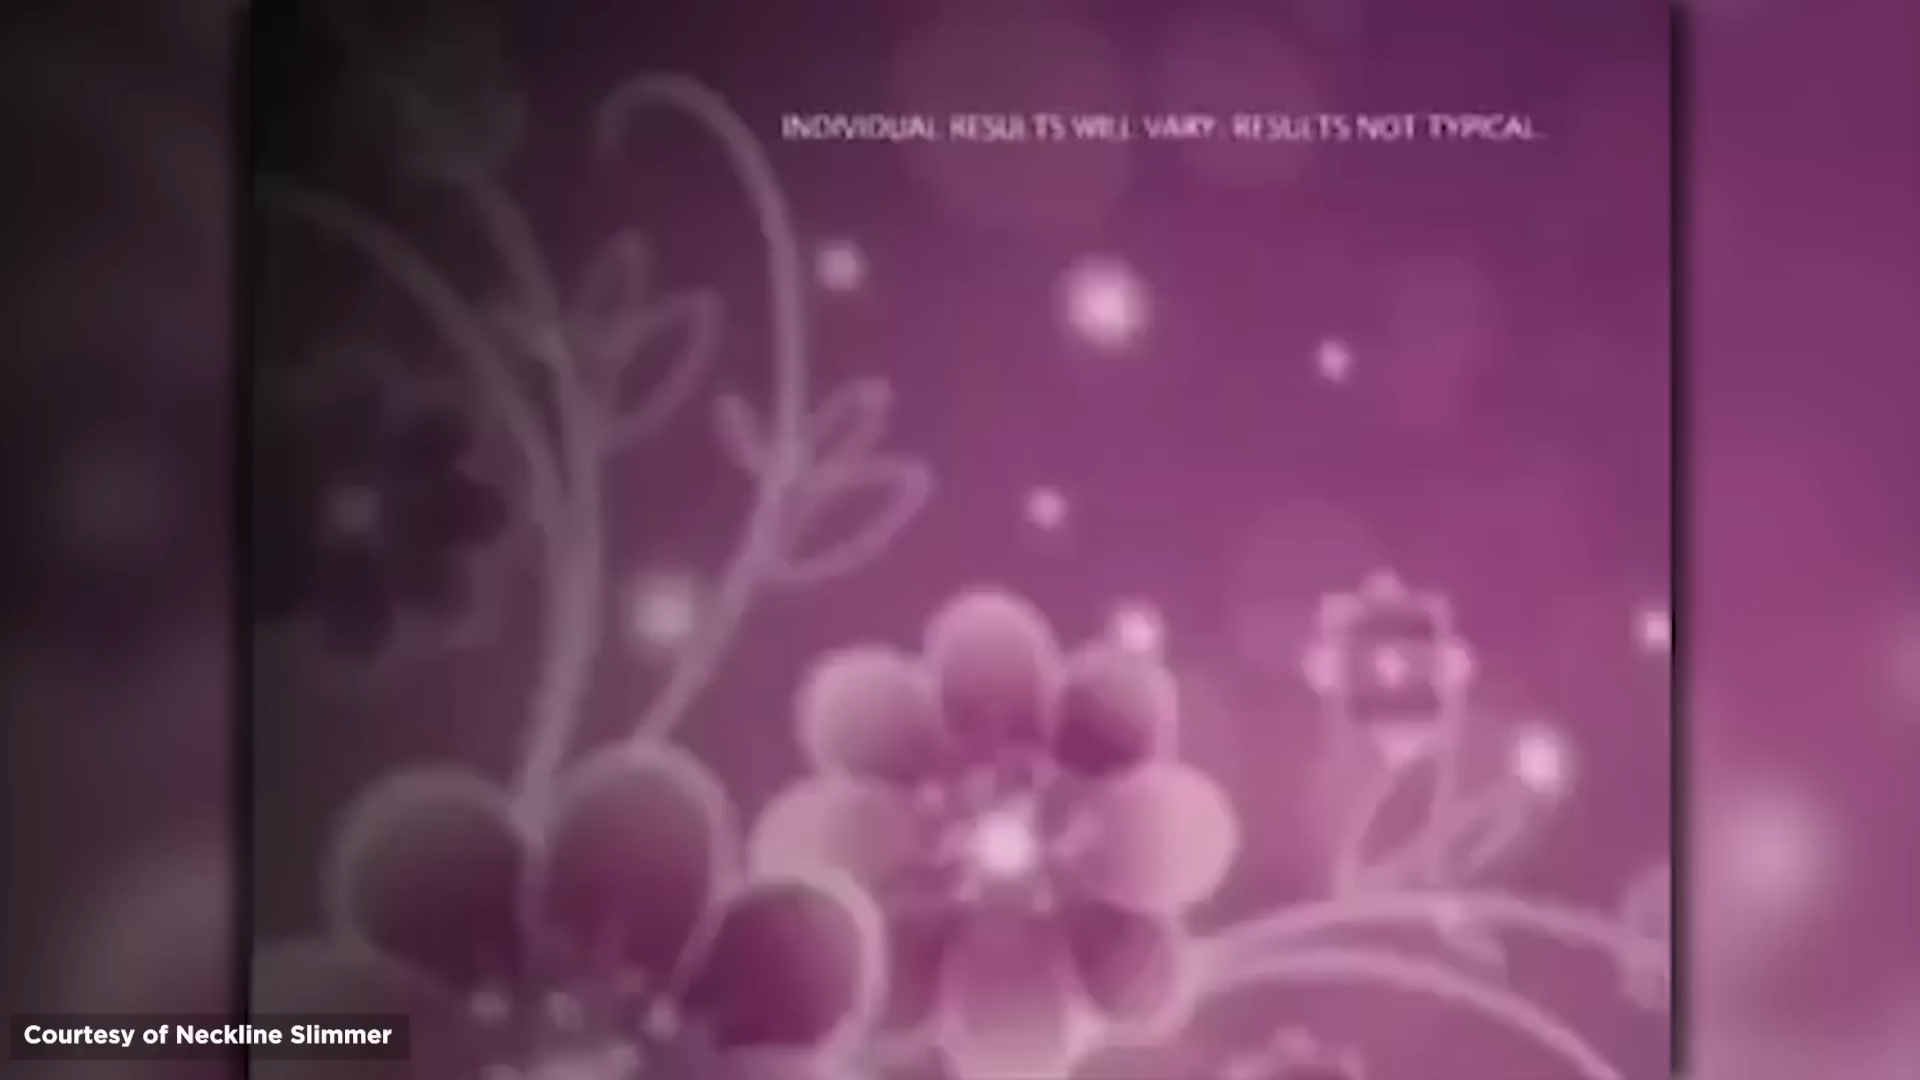 INDIVIDUAL RESULTS WILL VARY. RESULTS NOT TYPICAL.
Courtesy of Neckline Slimmer